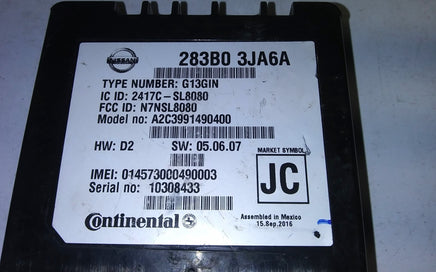 NISSAN
283B0 3JA6A
TYPE NUMBER: G13GIN
IC ID: 2417C-SL8080
FCC ID: N7NSL8080
Model no: A2C3991490400
HW: D2 SW: 05.06.07
MARKET SYMBOL
JC
IMEI: 014573000490003
Serial no: 10308433
Continental
Assembled in Mexico
15.Sep.2016